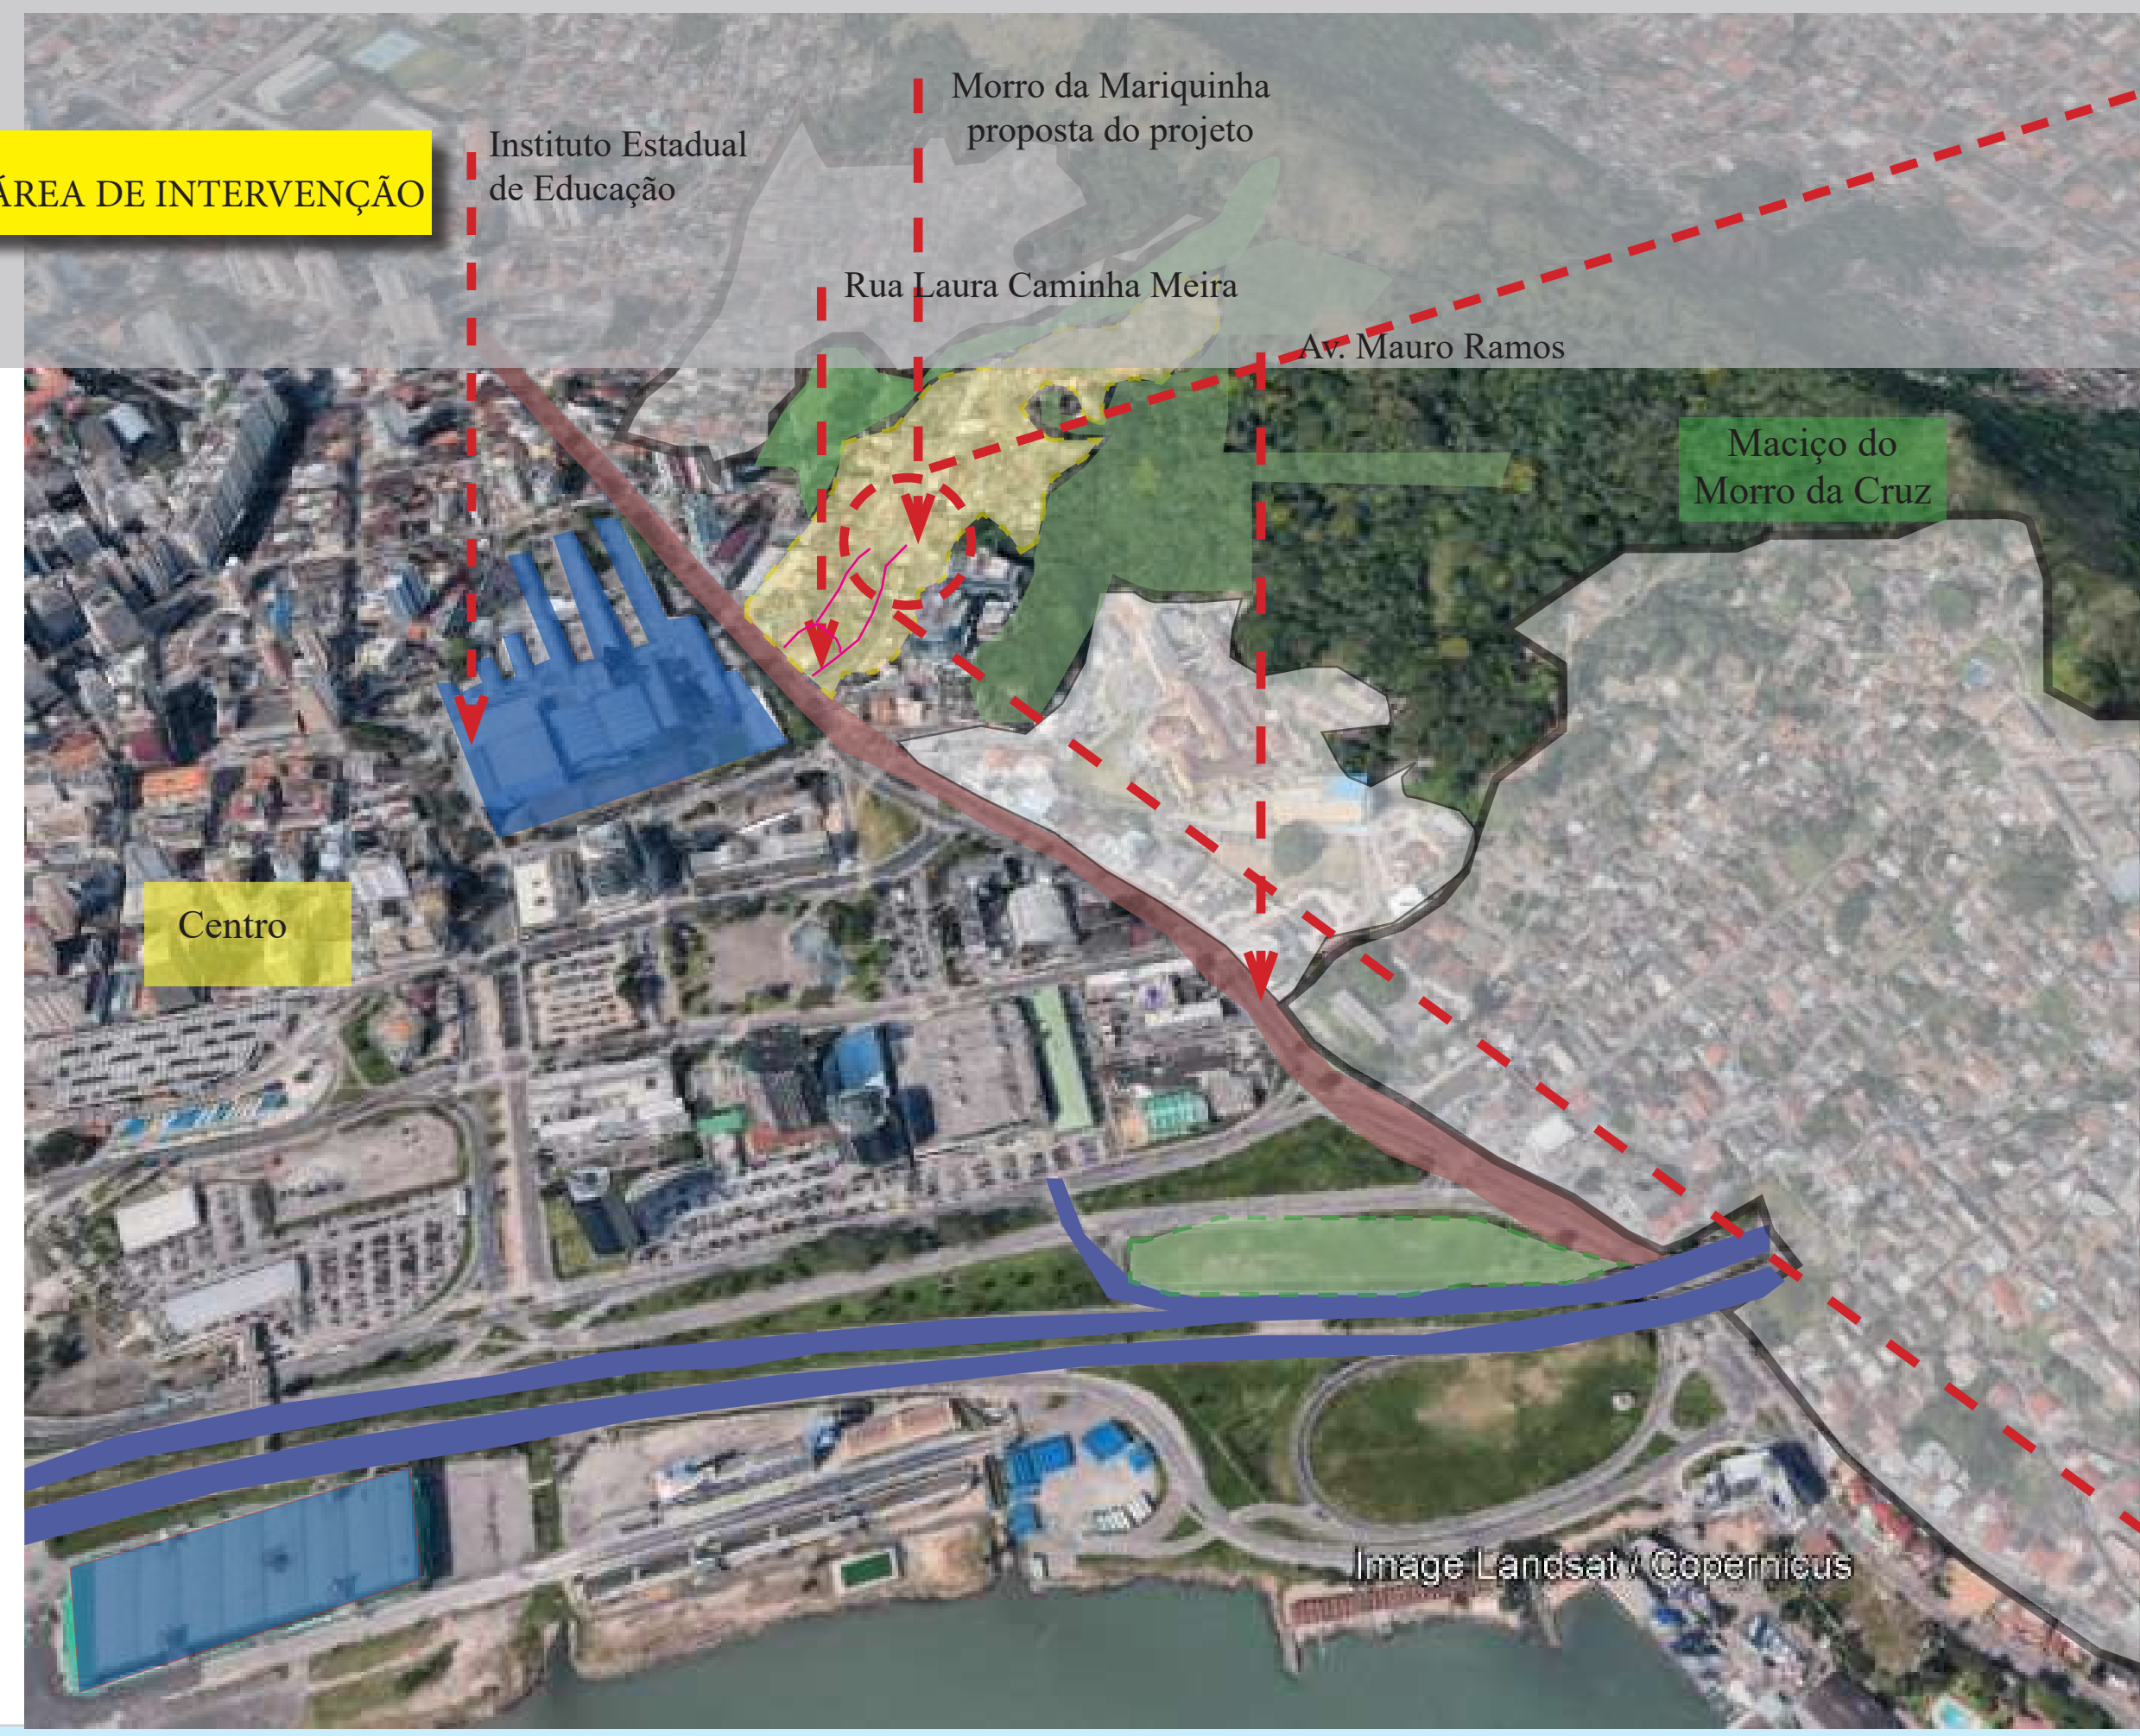 Morro da Mariquinha
proposta do projeto
Instituto Estadual
de Educação
ÁREA DE INTERVENÇÃO
Rua Laura Caminha Meira
Av. Mauro Ramos
Maciço do
Morro da Cruz
Centro
Image Landsat / Copernicus